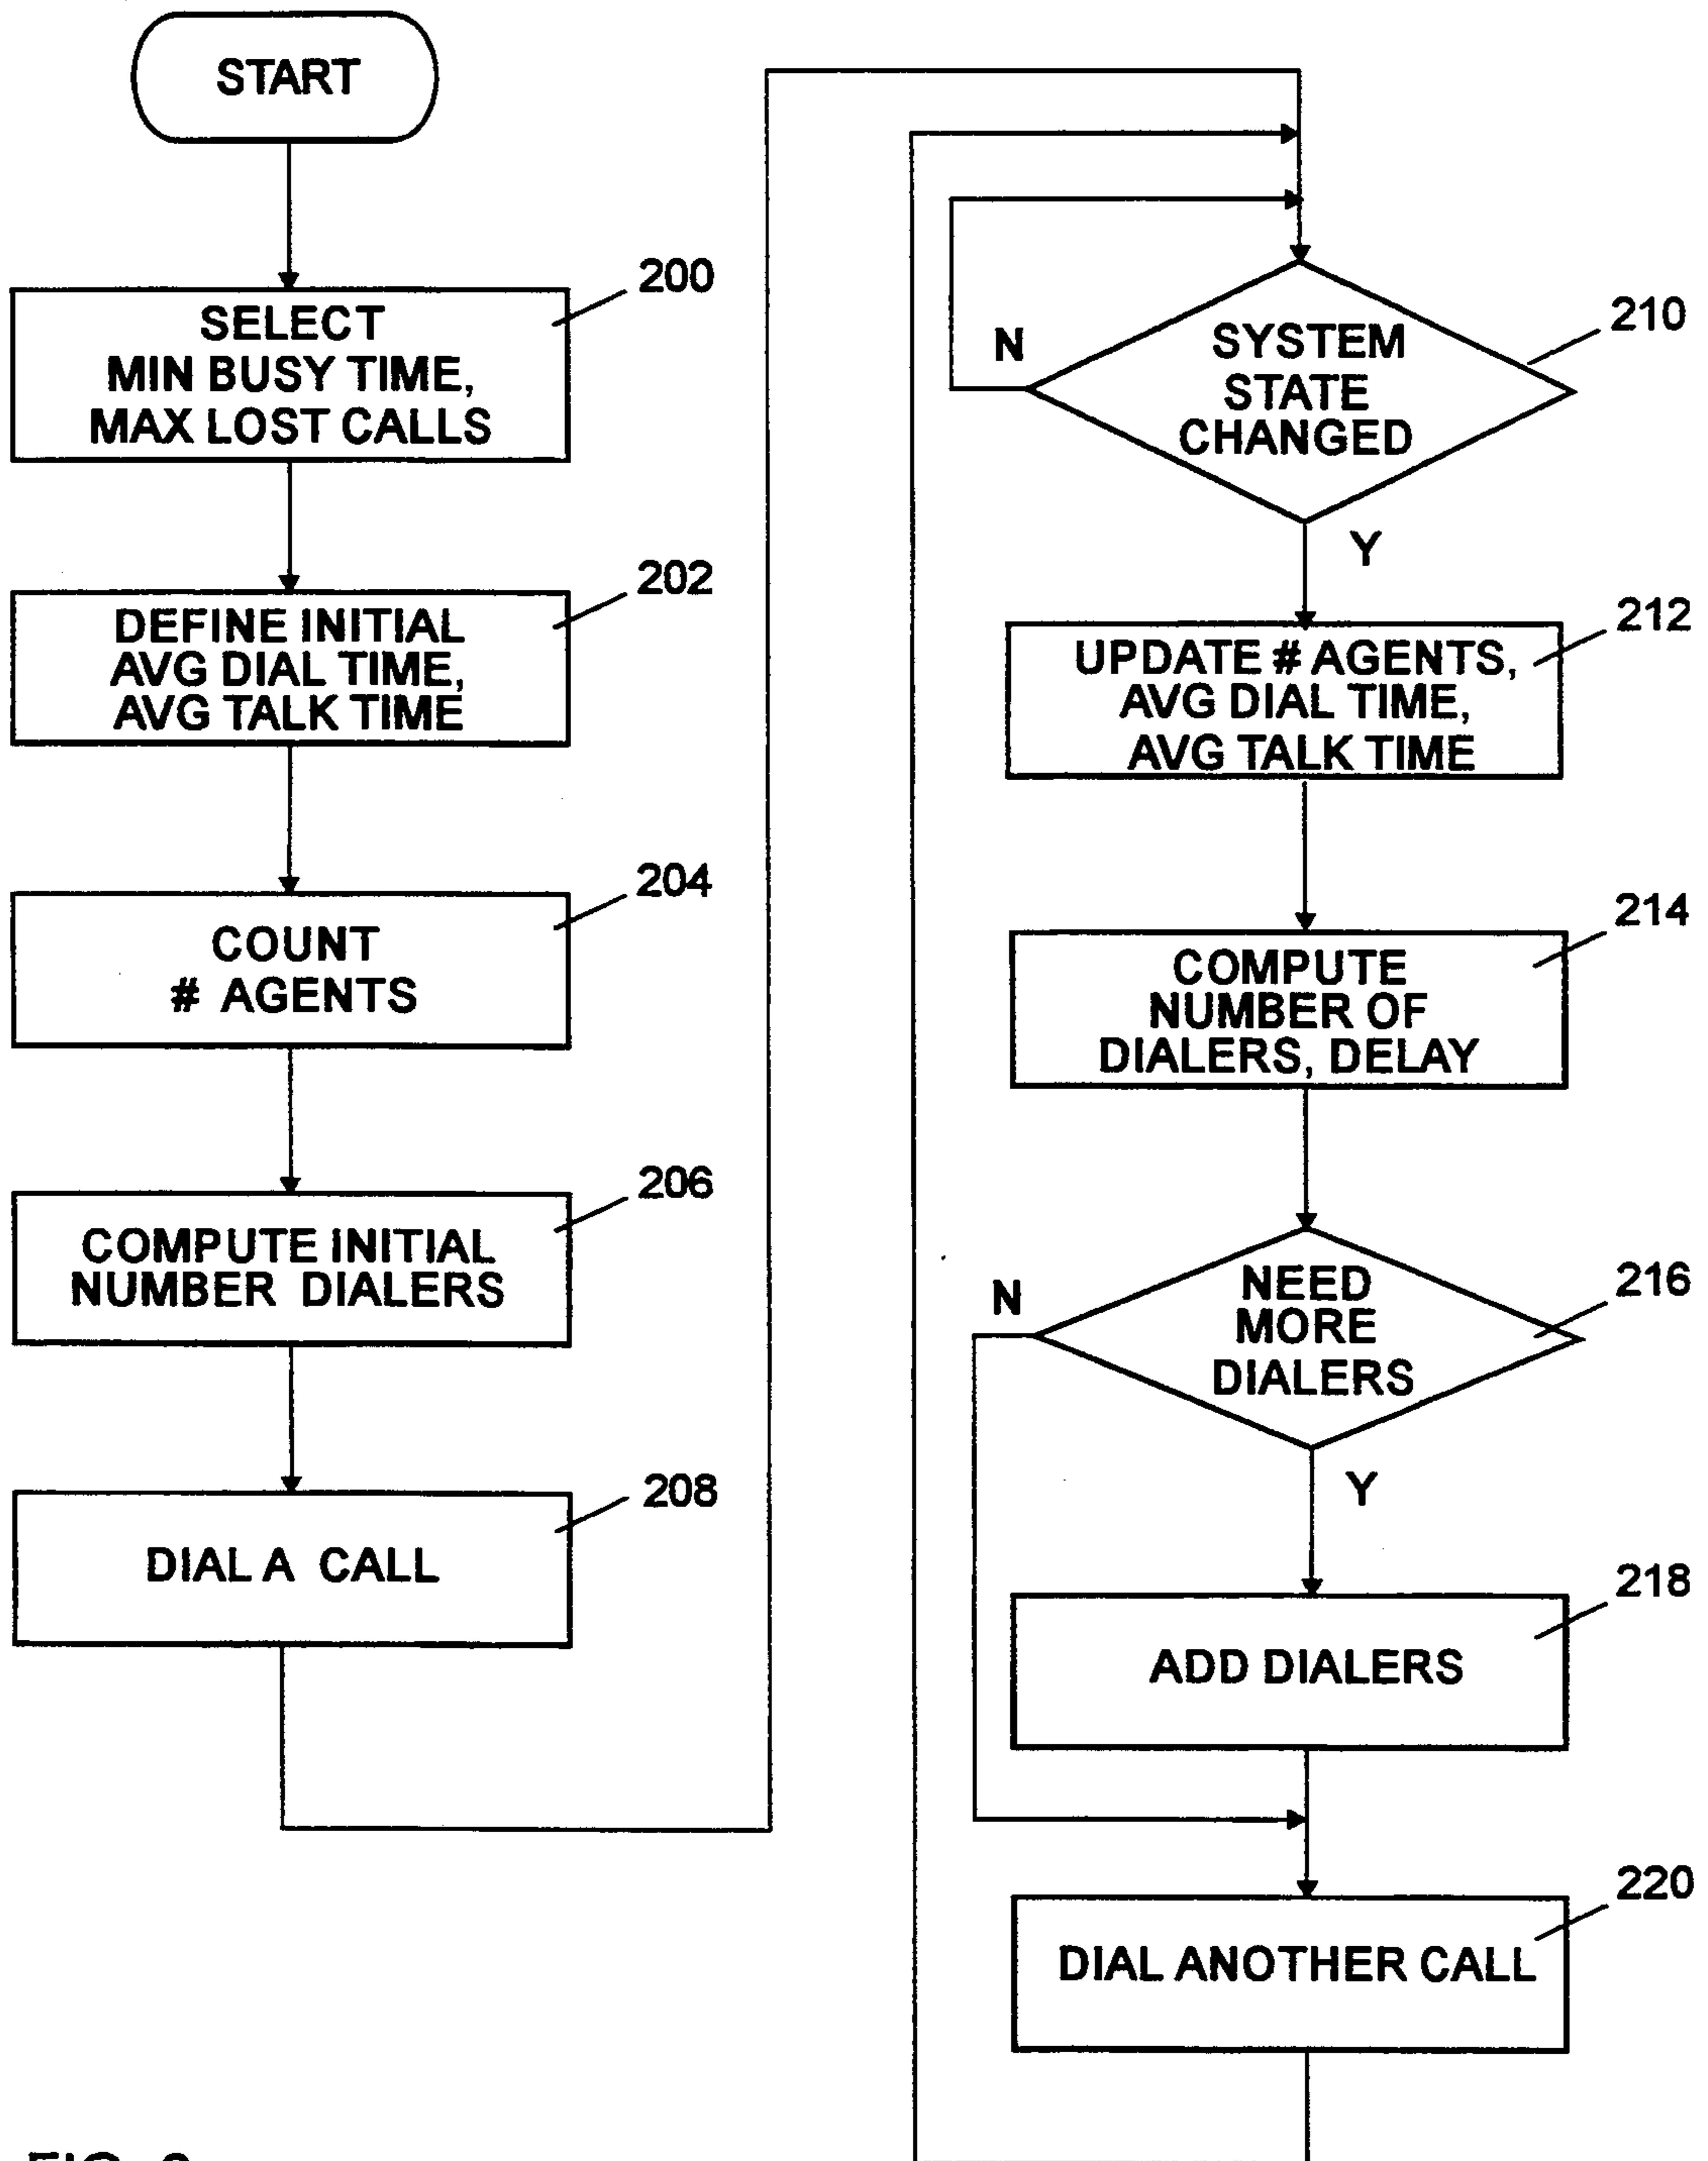 START
200
SELECT
MIN BUSY TIME,
MAX LOST CALLS
202
DEFINE INITIAL
AVG DIAL TIME,
AVG TALK TIME
204
COUNT
# AGENTS
206
COMPUTE INITIAL
NUMBER DIALERS
208
DIAL A CALL
210
N
SYSTEM
STATE
CHANGED
Y
212
UPDATE # AGENTS,
AVG DIAL TIME,
AVG TALK TIME
214
COMPUTE
NUMBER OF
DIALERS, DELAY
216
N
NEED
MORE
DIALERS
Y
218
ADD DIALERS
220
DIAL ANOTHER CALL